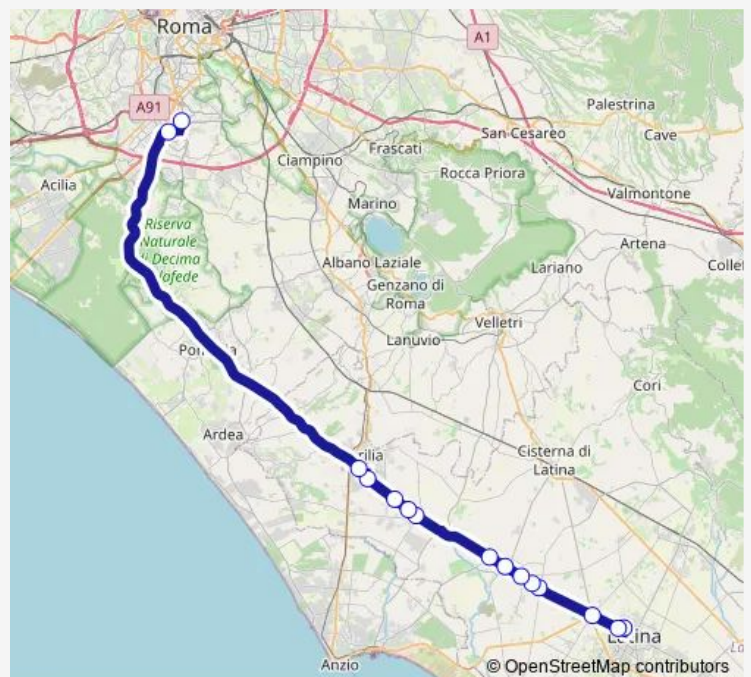 Roma
A1
A91
Palestrina
San Cesareo
Cave
Frascati
Ciampino
Rocca Priora
Acilia
Valmontone
Marino
Riserva
Naturale
Artena
Albano Laziale
Lariano
Genzano di
Roma
Velletri
Lanuvio
Cori
Ardea
Cisterna di
Latina
Latina
Anzio
© OpenStreetMap contributors